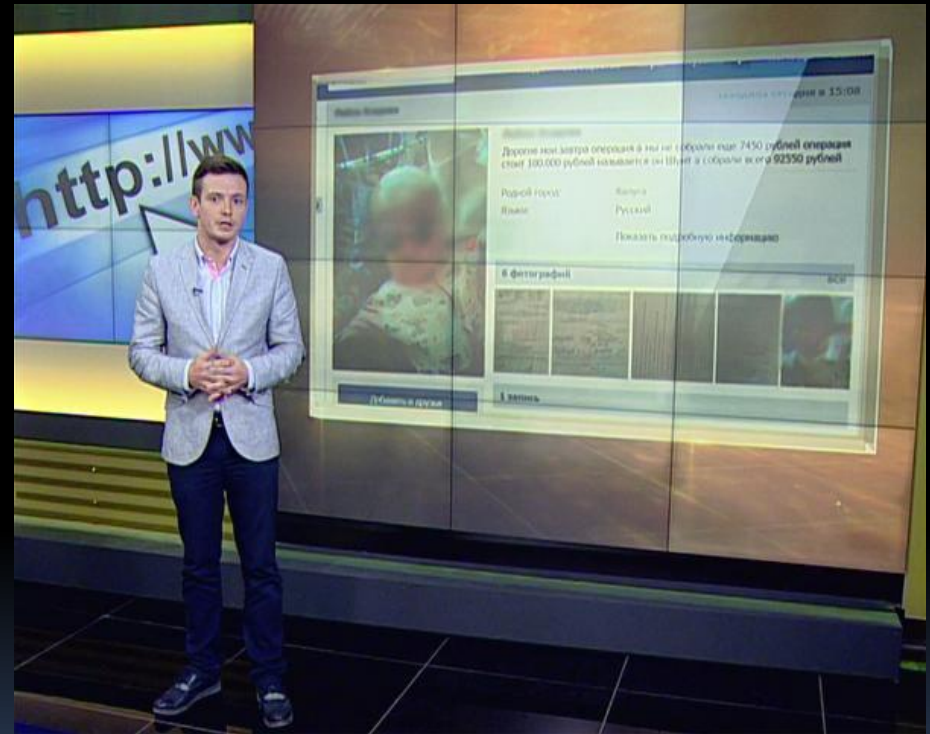 http://ww
заходила сегодня в 15:08
Дорогие мои завтра операция а мы не собрали еще 7450 рублей операция
стоит 100.000 рублей называется он Шунт а собрали всего 92550 рублей
Родной город: Калуга
Языки: Русский
Показать подробную информацию
6 фотографий все
Добавить в друзья
1 запись